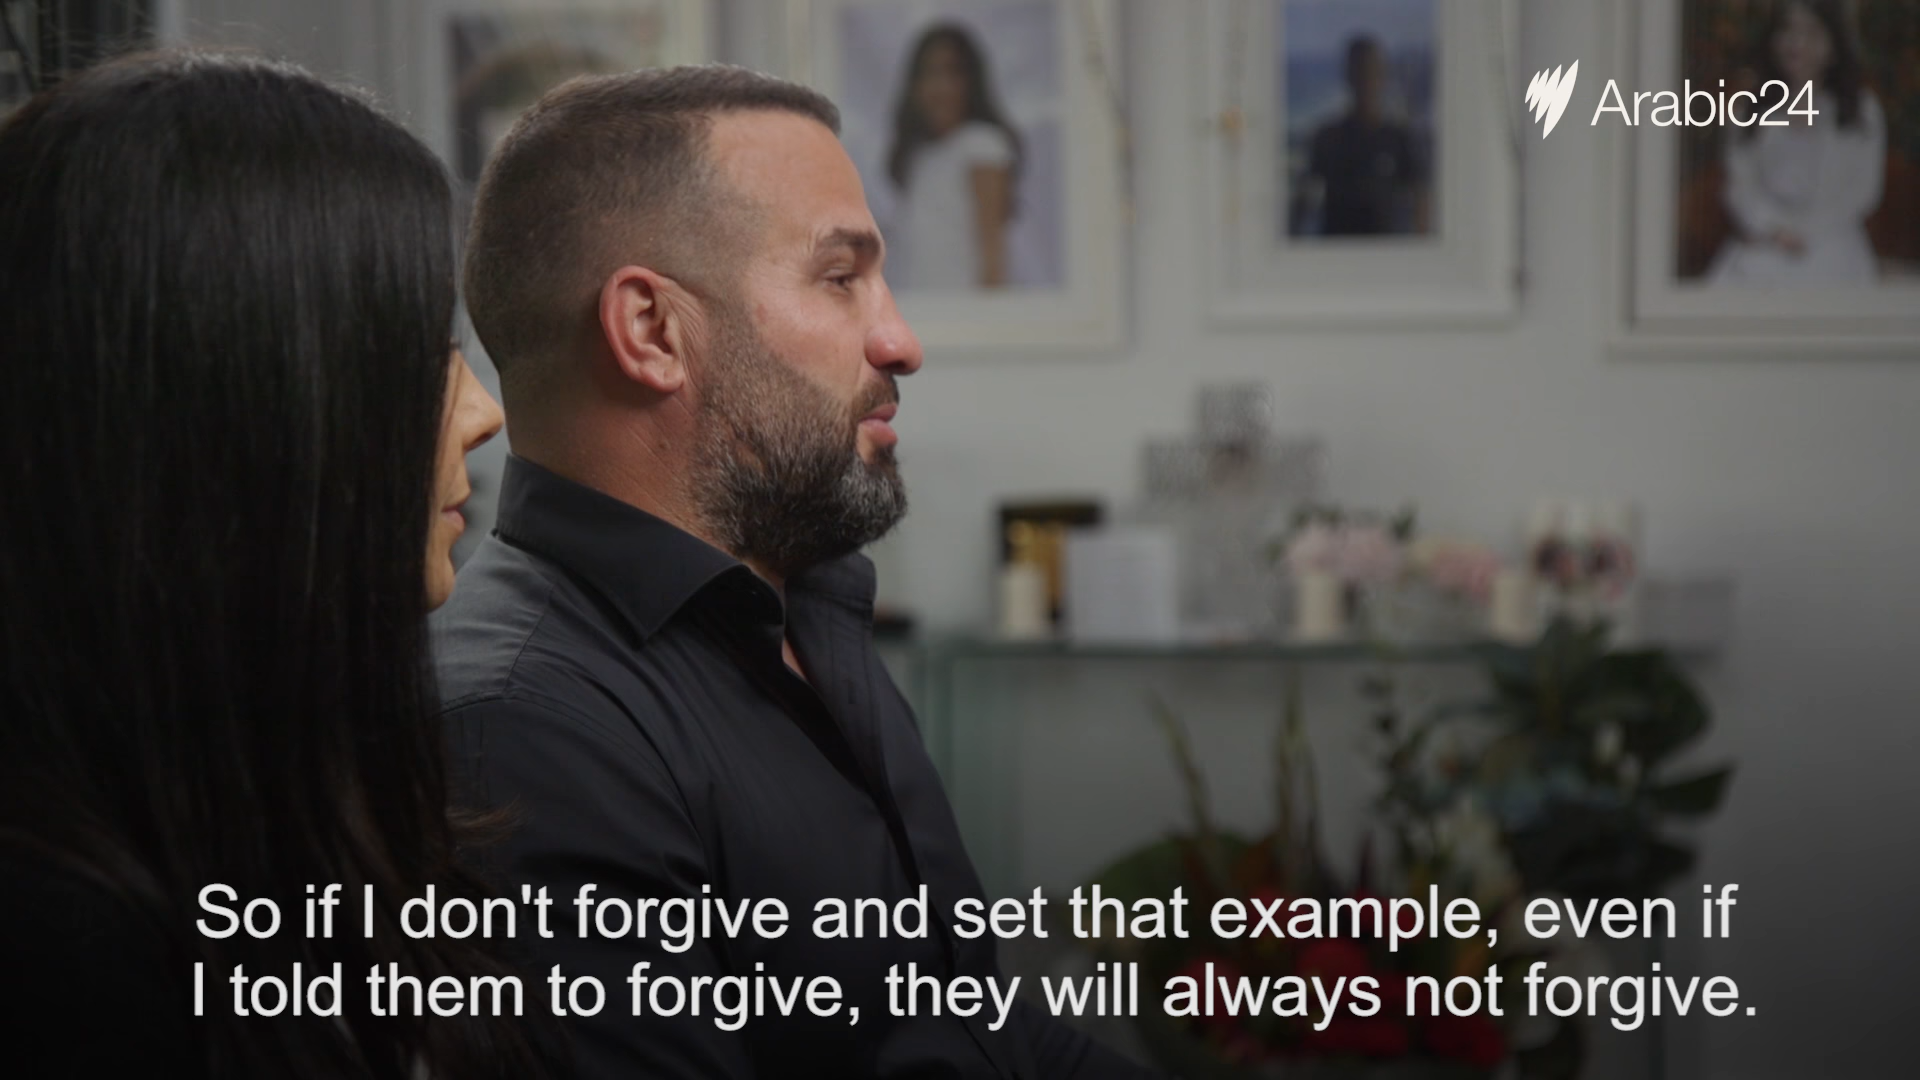 Arabic24
So if I don't forgive and set that example, even if
I told them to forgive, they will always not forgive.